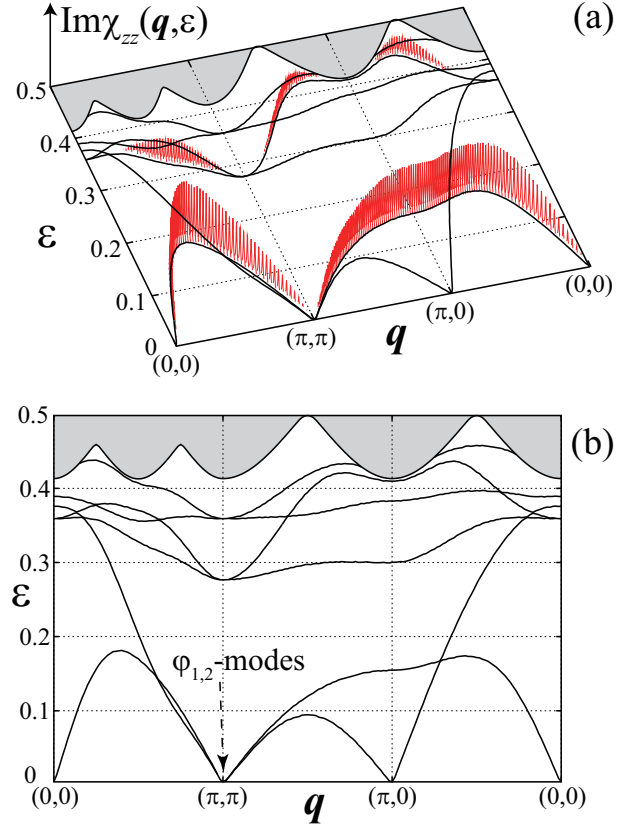 Imχzz(q,ε)
(a)
0.5
0.4
0.3
ε
0.2
0.1
0
(0,0)
(π,π)
q
(π,0)
(0,0)
(b)
0.5
0.4
0.3
ε
0.2
φ1,2-modes
0.1
0
(0,0)
(π,π)
q
(π,0)
(0,0)